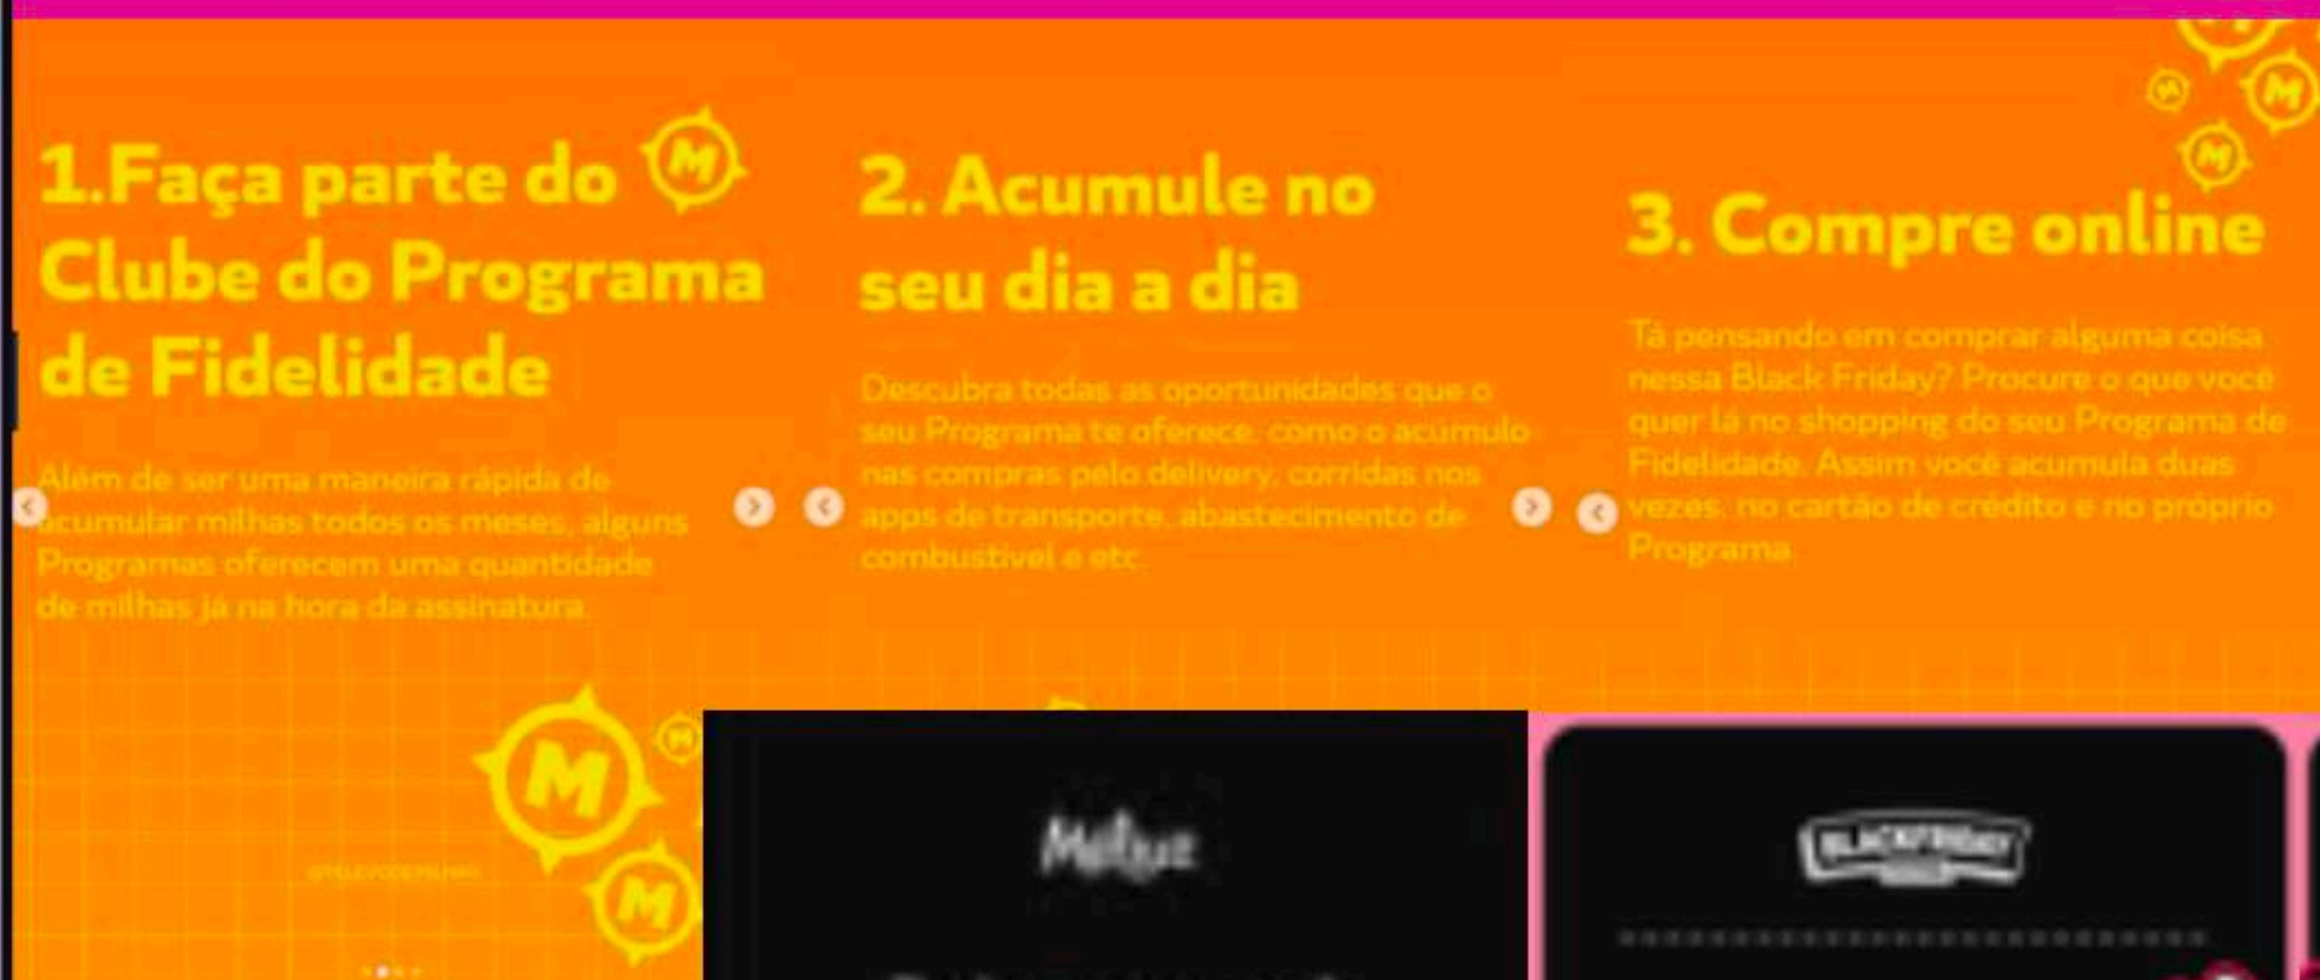 1.Faça parte do
Clube do Programa
de Fidelidade
Além de ser uma maneira rápida de
acumular milhas todos os meses, alguns
Programas oferecem uma quantidade
de milhas já na hora da assinatura.
2. Acumule no
seu dia a dia
Descubra todas as oportunidades que o
seu Programa te oferece, como o acúmulo
nas compras pelo delivery, corridas nos
apps de transporte, abastecimento de
combustível e etc
3. Compre online
Tá pensando em comprar alguma coisa
nessa Black Friday? Procure o que você
quer lá no shopping do seu Programa de
Fidelidade. Assim você acumula duas
vezes, no cartão de crédito e no próprio
Programa.
M
M
M
M
M
M
M
Méliuz
BLACKFRIDAY